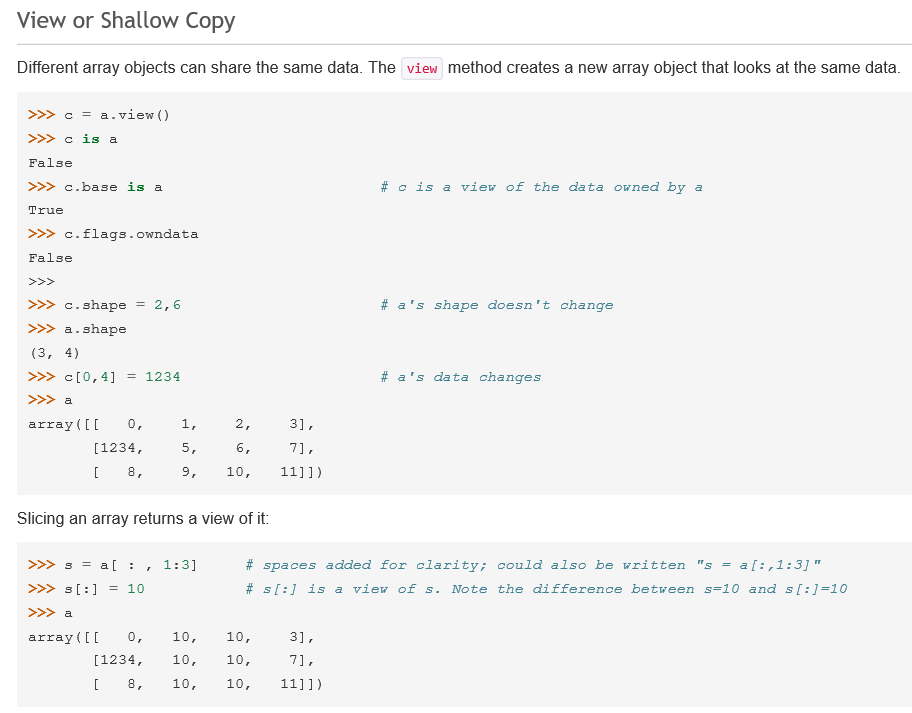 View or Shallow Copy
Different array objects can share the same data. The view method creates a new array object that looks at the same data.
>>> c = a.view()
>>> c is a
False
>>> c.base is a                        # c is a view of the data owned by a
True
>>> c.flags.owndata
False
>>>
>>> c.shape = 2,6                      # a's shape doesn't change
>>> a.shape
(3, 4)
>>> c[0,4] = 1234                      # a's data changes
>>> a
array([[   0,    1,    2,    3],
       [1234,    5,    6,    7],
       [   8,    9,   10,   11]])
Slicing an array returns a view of it:
>>> s = a[ : , 1:3]     # spaces added for clarity; could also be written "s = a[:,1:3]"
>>> s[:] = 10           # s[:] is a view of s. Note the difference between s=10 and s[:]=10
>>> a
array([[   0,   10,   10,    3],
       [1234,   10,   10,    7],
       [   8,   10,   10,   11]])